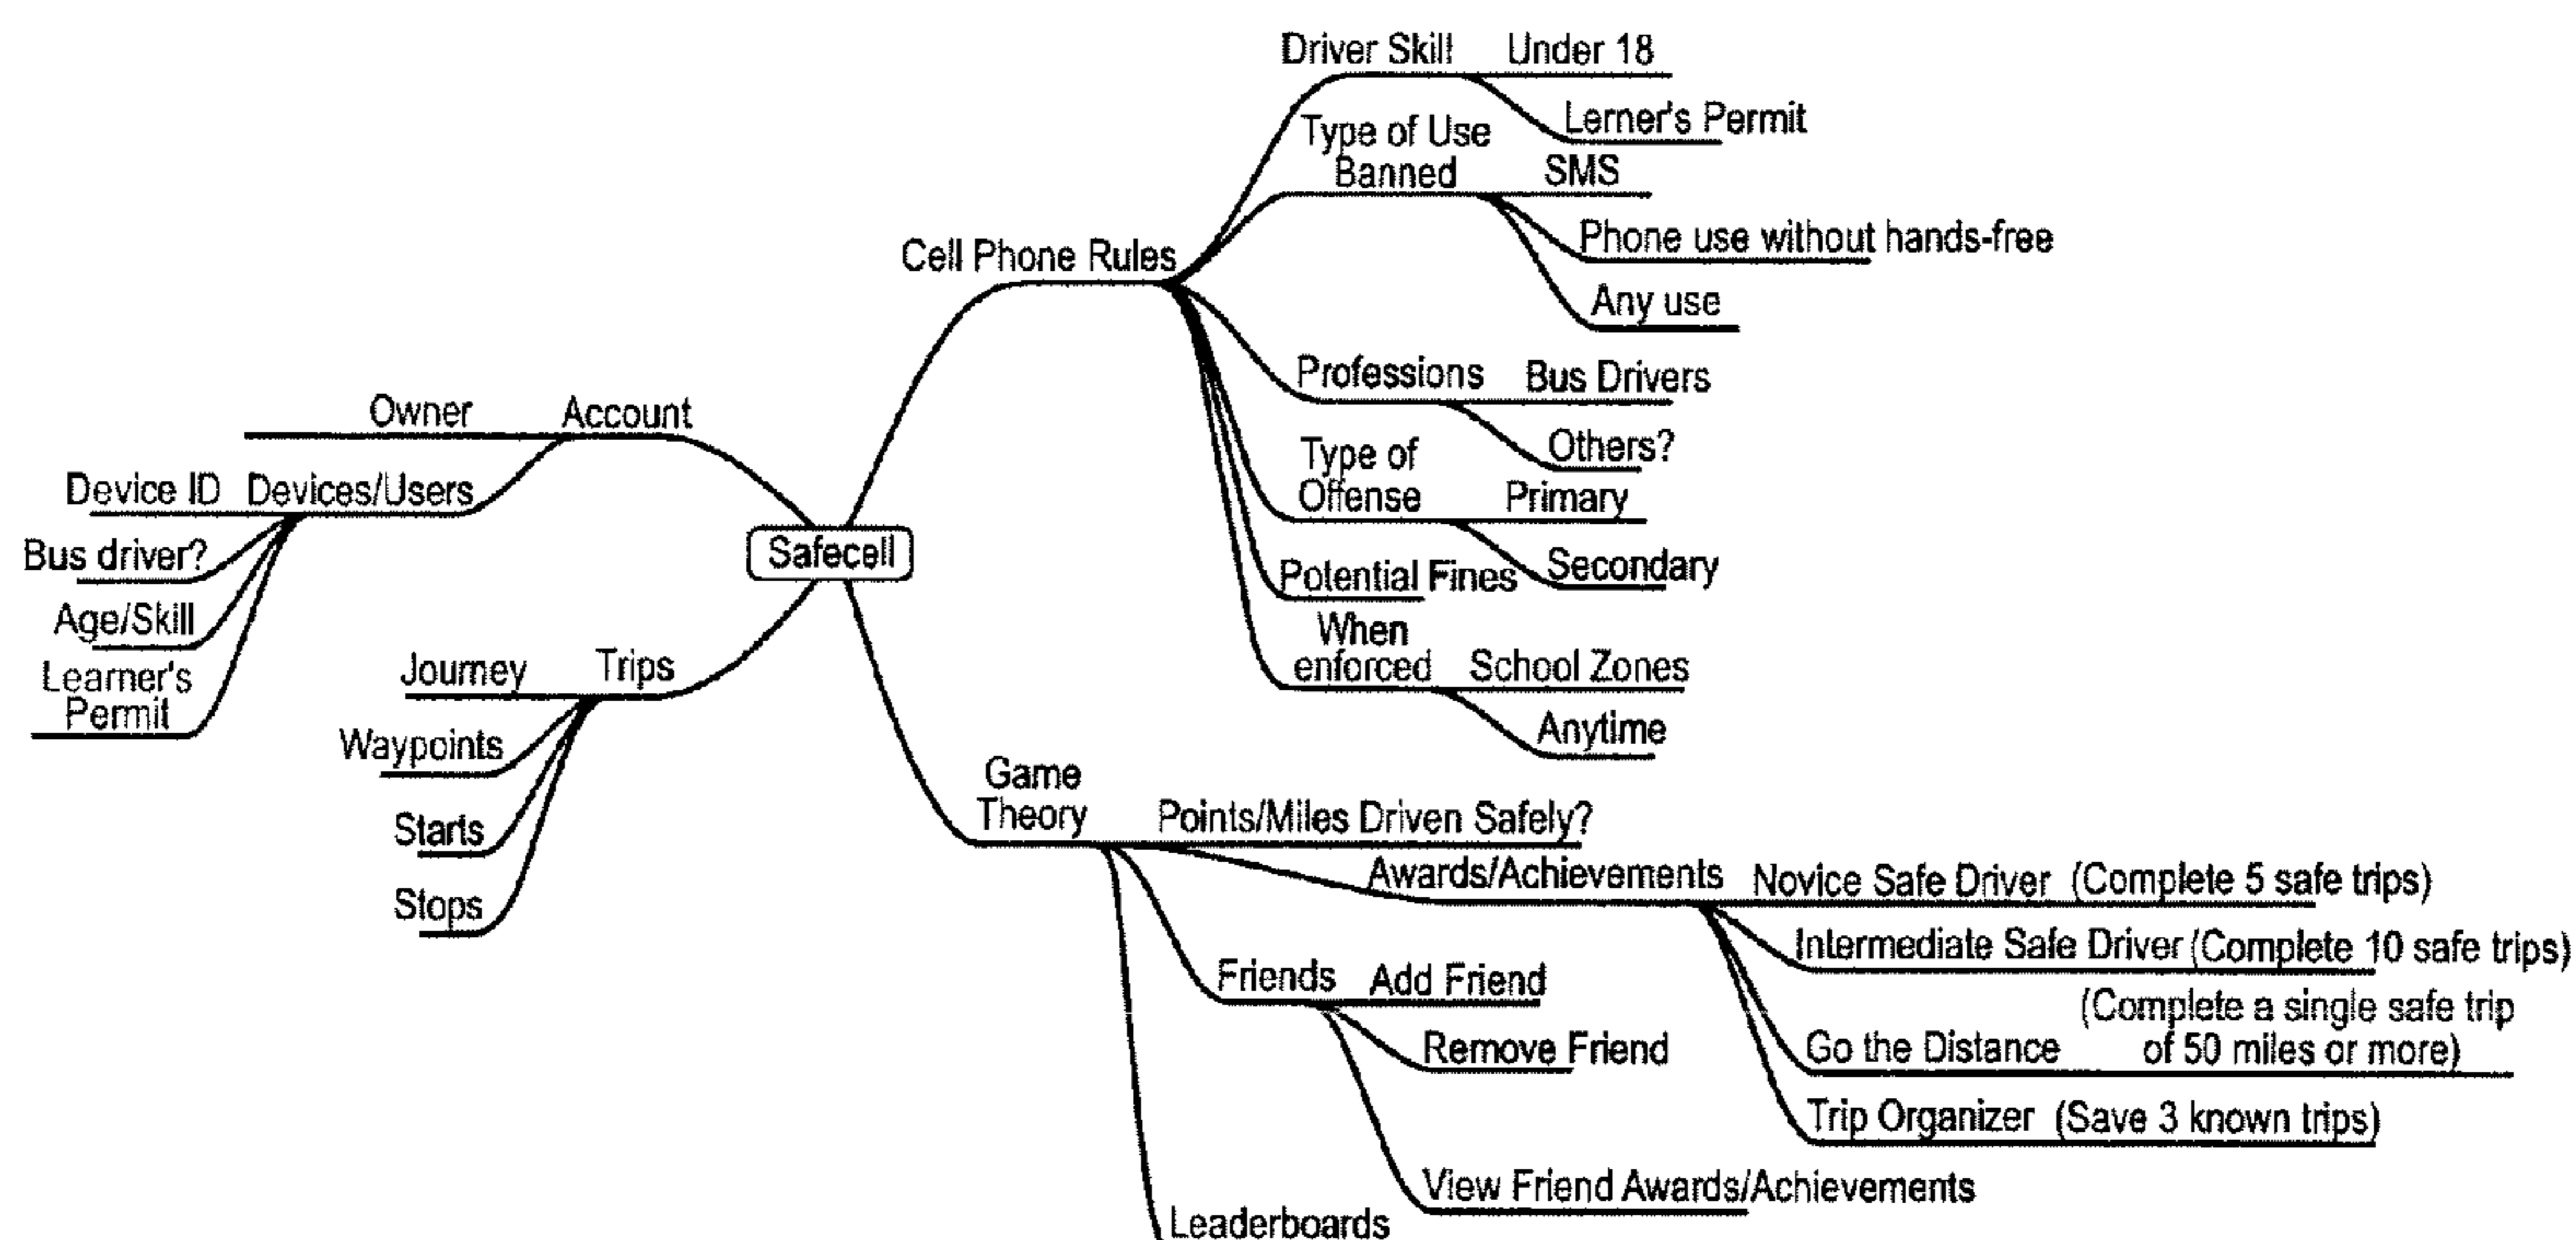 Driver Skill Under 18
Lerner's Permit
Type of Use
Banned SMS
Phone use without hands-free
Any use
Cell Phone Rules
Professions Bus Drivers
Others?
Type of
Offense Primary
Secondary
Potential Fines
When
enforced School Zones
Anytime
Owner Account
Device ID Devices/Users
Bus driver?
Age/Skill
Learner's
Permit
Safecell
Journey Trips
Waypoints
Starts
Stops
Game
Theory Points/Miles Driven Safely?
Awards/Achievements Novice Safe Driver (Complete 5 safe trips)
Intermediate Safe Driver (Complete 10 safe trips)
(Complete a single safe trip
Go the Distance of 50 miles or more)
Trip Organizer (Save 3 known trips)
Friends Add Friend
Remove Friend
View Friend Awards/Achievements
Leaderboards